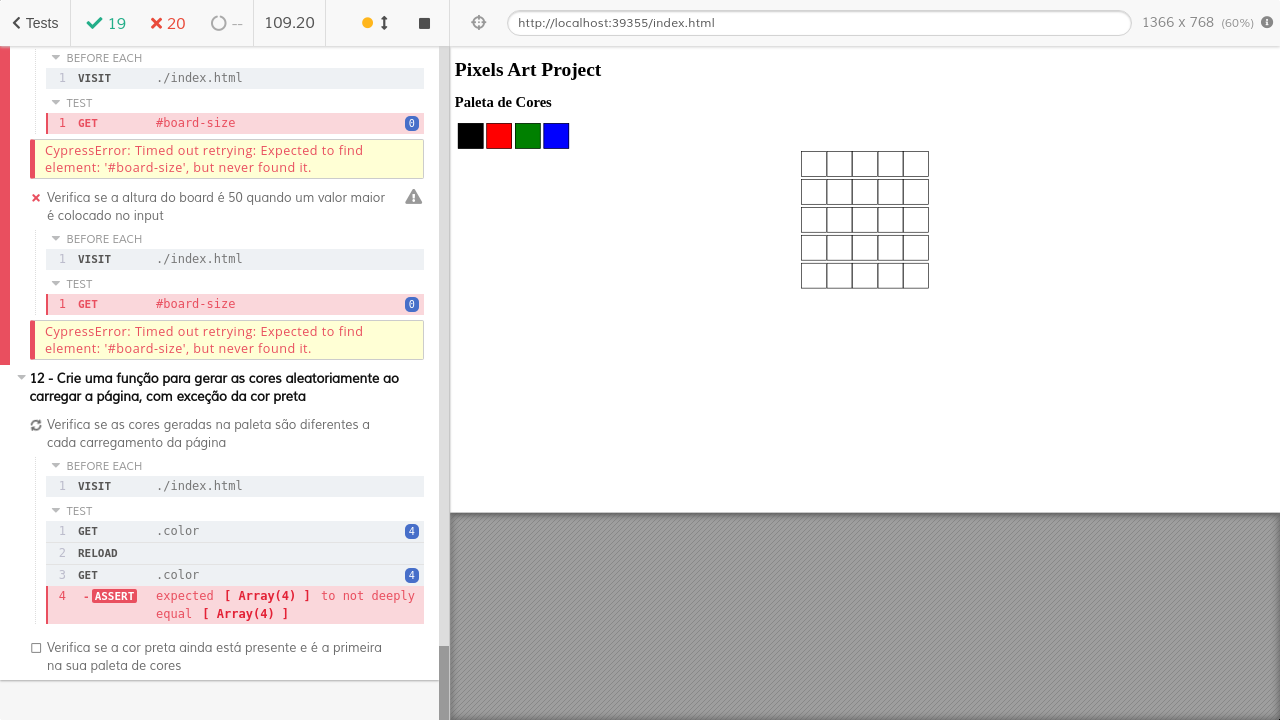 Tests 19 20 -- 109.20
http://localhost:39355/index.html 1366 x 768 (60%)
BEFORE EACH
1 VISIT ./index.html
TEST
1 GET #board-size 0
CypressError: Timed out retrying: Expected to find
element: '#board-size', but never found it.
Verifica se a altura do board é 50 quando um valor maior
é colocado no input
BEFORE EACH
1 VISIT ./index.html
TEST
1 GET #board-size 0
CypressError: Timed out retrying: Expected to find
element: '#board-size', but never found it.
12 - Crie uma função para gerar as cores aleatoriamente ao
carregar a página, com exceção da cor preta
Verifica se as cores geradas na paleta são diferentes a
cada carregamento da página
BEFORE EACH
1 VISIT ./index.html
TEST
1 GET .color 4
2 RELOAD
3 GET .color 4
4 -ASSERT expected [ Array(4) ] to not deeply
equal [ Array(4) ]
Verifica se a cor preta ainda está presente e é a primeira
na sua paleta de cores
Pixels Art Project
Paleta de Cores